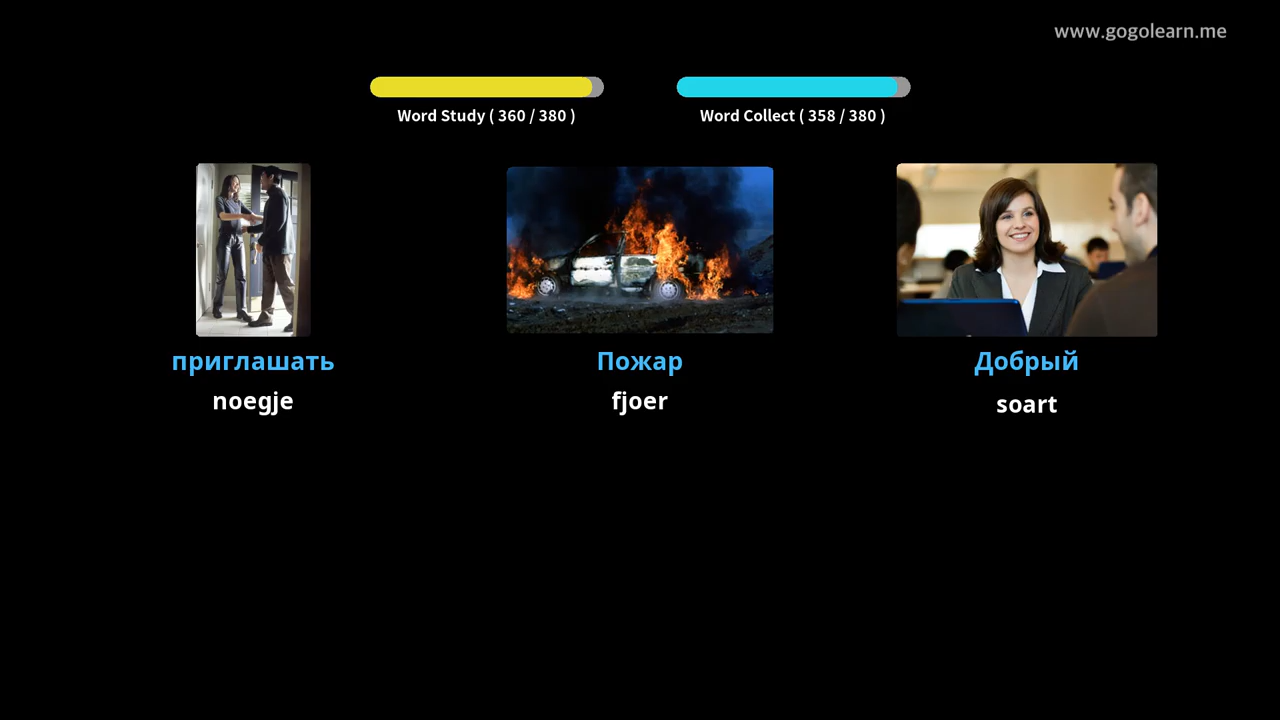 www.gogolearn.me
Word Study ( 360 / 380 )
Word Collect ( 358 / 380 )
приглашать
Пожар
Добрый
noegje
fjoer
soart